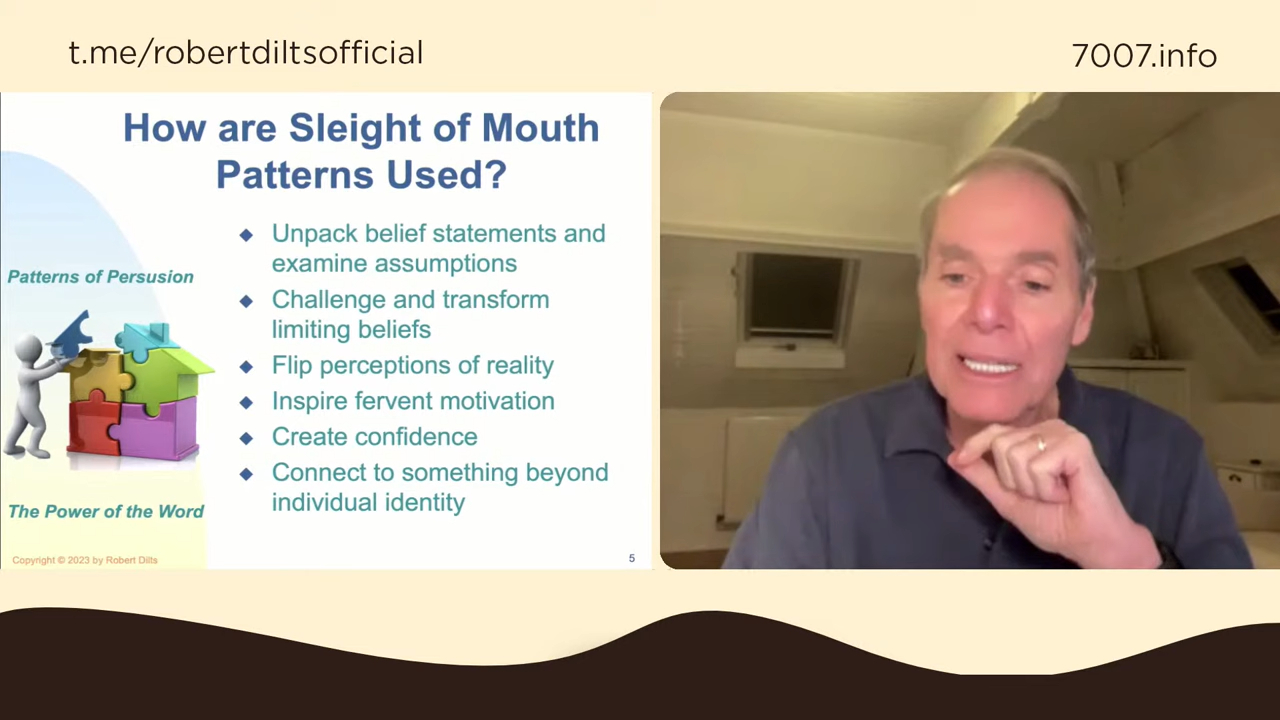 t.me/robertdiltsofficial
7007.info
How are Sleight of Mouth
Patterns Used?
Patterns of Persusion
The Power of the Word
◆ Unpack belief statements and
examine assumptions
◆ Challenge and transform
limiting beliefs
◆ Flip perceptions of reality
◆ Inspire fervent motivation
◆ Create confidence
◆ Connect to something beyond
individual identity
Copyright © 2023 by Robert Dilts
5